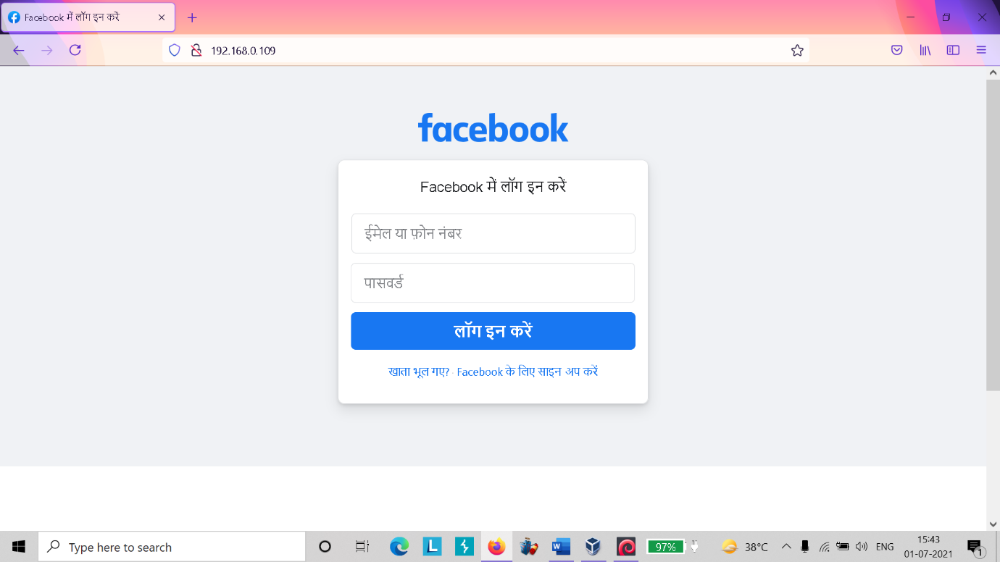 Facebook में लॉग इन करें
192.168.0.109
facebook
Facebook में लॉग इन करें
ईमेल या फ़ोन नंबर
पासवर्ड
लॉग इन करें
खाता भूल गए? · Facebook के लिए साइन अप करें
Type here to search
97%
38°C
ENG
15:43
01-07-2021
1